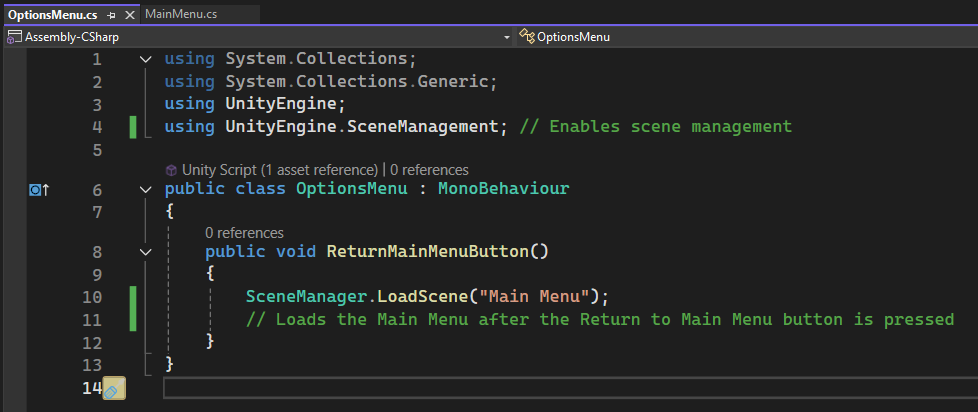 OptionsMenu.cs MainMenu.cs
Assembly-CSharp OptionsMenu
1 using System.Collections;
2 using System.Collections.Generic;
3 using UnityEngine;
4 using UnityEngine.SceneManagement; // Enables scene management
5
Unity Script (1 asset reference) | 0 references
6 public class OptionsMenu : MonoBehaviour
7 {
0 references
8 public void ReturnMainMenuButton()
9 {
10 SceneManager.LoadScene("Main Menu");
11 // Loads the Main Menu after the Return to Main Menu button is pressed
12 }
13 }
14